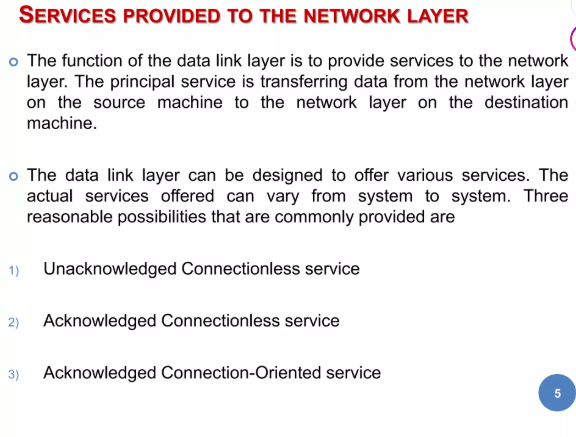 SERVICES PROVIDED TO THE NETWORK LAYER
The function of the data link layer is to provide services to the network
layer. The principal service is transferring data from the network layer
on the source machine to the network layer on the destination
machine.
The data link layer can be designed to offer various services. The
actual services offered can vary from system to system. Three
reasonable possibilities that are commonly provided are
1) Unacknowledged Connectionless service
2) Acknowledged Connectionless service
3) Acknowledged Connection-Oriented service
5